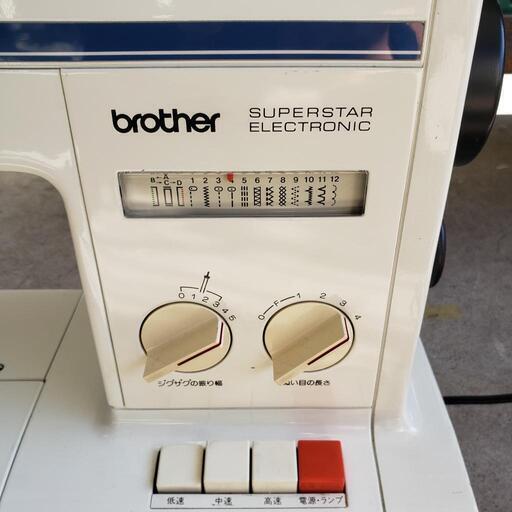 brother
SUPERSTAR
ELECTRONIC
A
B C D 1 2 3 5 6 7 8 9 10 11 12
0 1 2 3 4 5
0 F 1 2 3 4
ジグザグの振り幅
ぬい目の長さ
低速 中速 高速 電源・ランプ